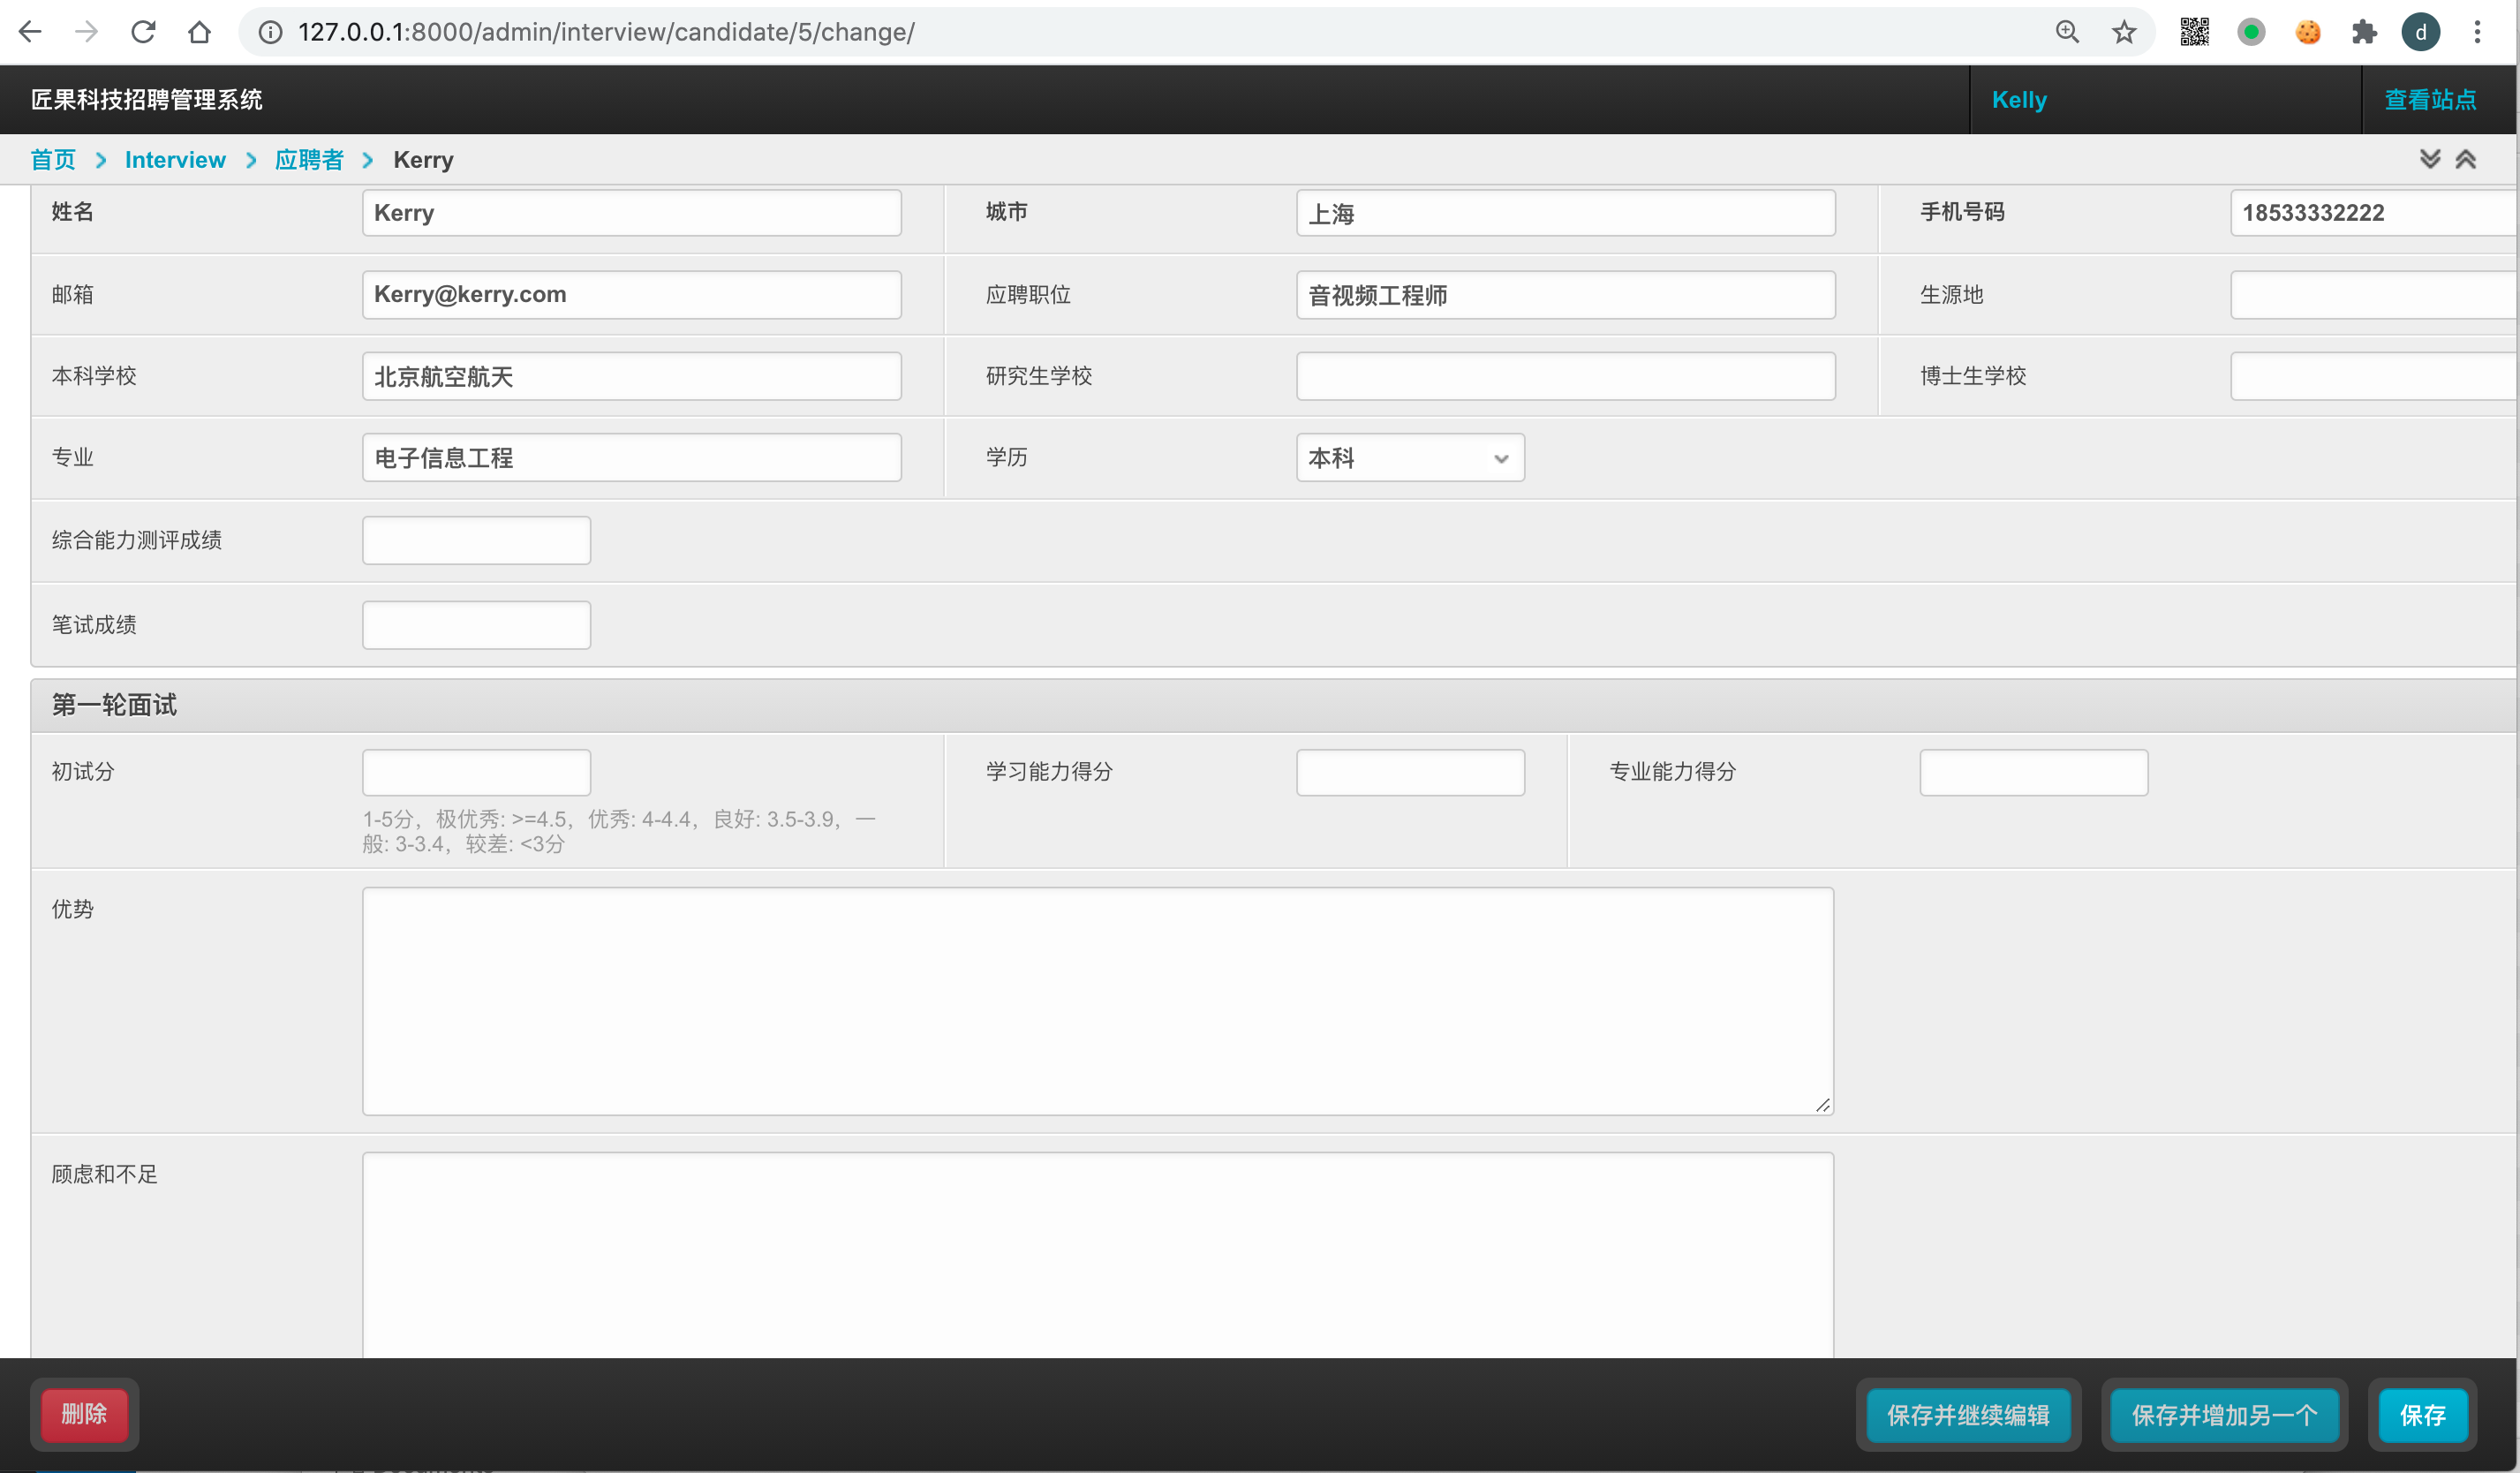 127.0.0.1:8000/admin/interview/candidate/5/change/
d
匠果科技招聘管理系统
Kelly
查看站点
首页 > Interview > 应聘者 > Kerry
姓名 Kerry 城市 上海 手机号码 18533332222
邮箱 Kerry@kerry.com 应聘职位 音视频工程师 生源地
本科学校 北京航空航天 研究生学校 博士生学校
专业 电子信息工程 学历 本科
综合能力测评成绩
笔试成绩
第一轮面试
初试分 学习能力得分 专业能力得分
1-5分，极优秀: >=4.5，优秀: 4-4.4，良好: 3.5-3.9，一
般: 3-3.4，较差: <3分
优势
顾虑和不足
删除 保存并继续编辑 保存并增加另一个 保存